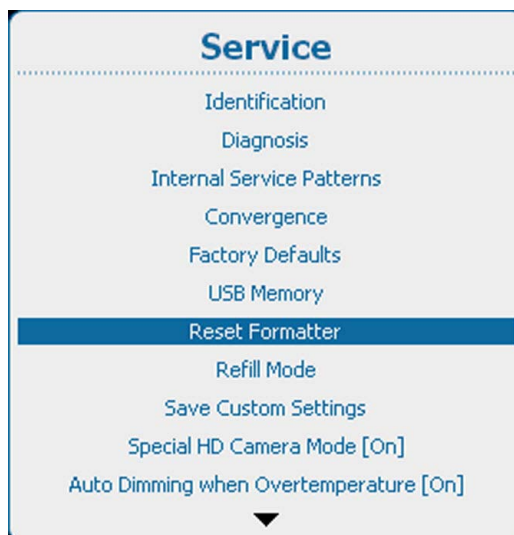 Service
Identification
Diagnosis
Internal Service Patterns
Convergence
Factory Defaults
USB Memory
Reset Formatter
Refill Mode
Save Custom Settings
Special HD Camera Mode [On]
Auto Dimming when Overtemperature [On]